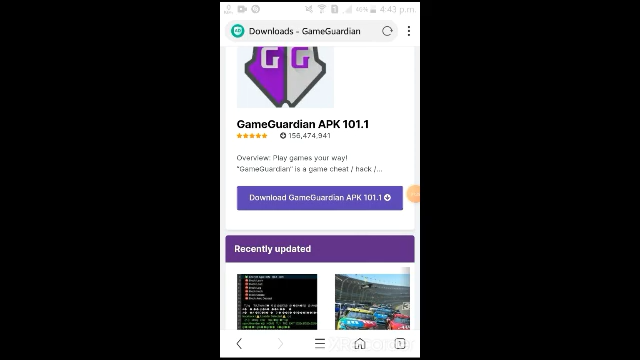 46% 4:43 p.m.
Downloads - GameGuardian
G G
GameGuardian APK 101.1
156,474,941
Overview: Play games your way!
"GameGuardian" is a game cheat / hack /...
Download GameGuardian APK 101.1
Recently updated